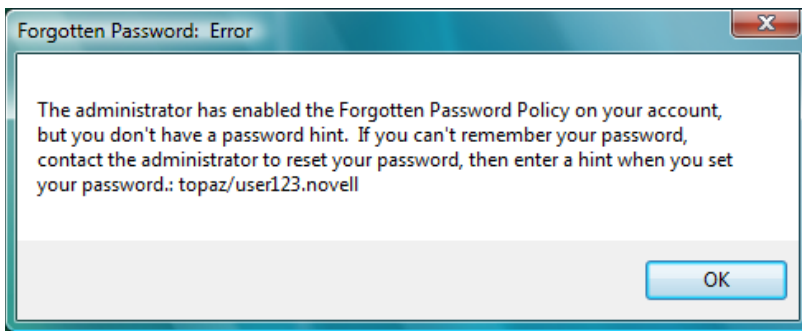 Forgotten Password:  Error
The administrator has enabled the Forgotten Password Policy on your account,
but you don't have a password hint.  If you can't remember your password,
contact the administrator to reset your password, then enter a hint when you set
your password.: topaz/user123.novell
OK